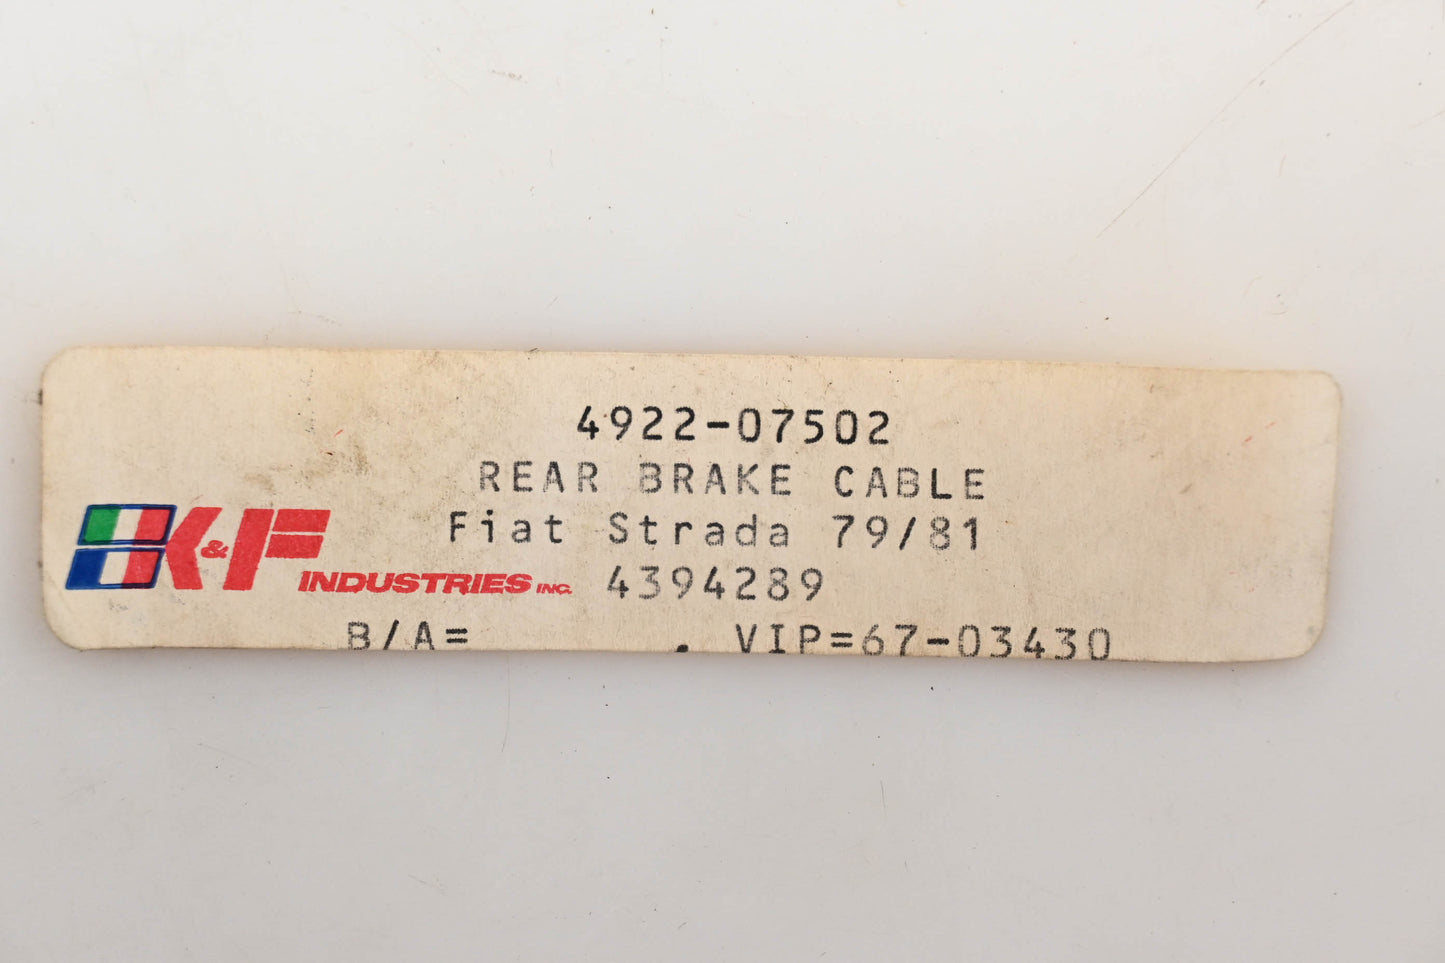 4922-07502
REAR BRAKE CABLE
Fiat Strada 79/81
K&F INDUSTRIES INC. 4394289
B/A= . VIP=67-03430